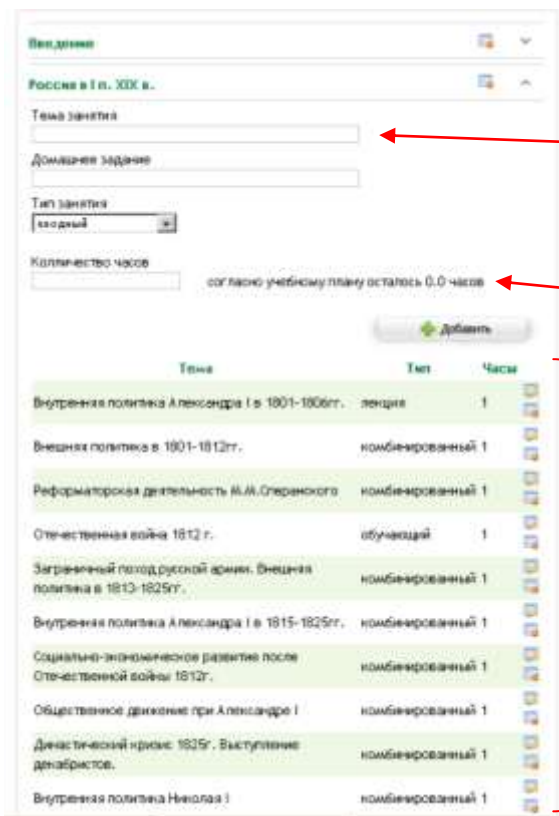 Введение
Россия в I п. XIX в.
Тема занятия
Домашнее задание
Тип занятия
вводный
Колличество часов
согласно учебному плану осталось 0.0 часов
Добавить
Тема Тип Часы
Внутренняя политика Александра I в 1801-1806гг. лекция 1
Внешняя политика в 1801-1812гг. комбинированный 1
Реформаторская деятельность М.М.Сперанского комбинированный 1
Отечественная война 1812 г. обучающий 1
Заграничный поход русской армии. Внешняя
политика в 1813-1825гг. комбинированный 1
Внутренняя политика Александра I в 1815-1825гг. комбинированный 1
Социально-экономическое развитие после
Отечественной войны 1812г. комбинированный 1
Общественное движение при Александре I комбинированный 1
Династический кризис 1825г. Выступление
декабристов. комбинированный 1
Внутренняя политика Николая I комбинированный 1